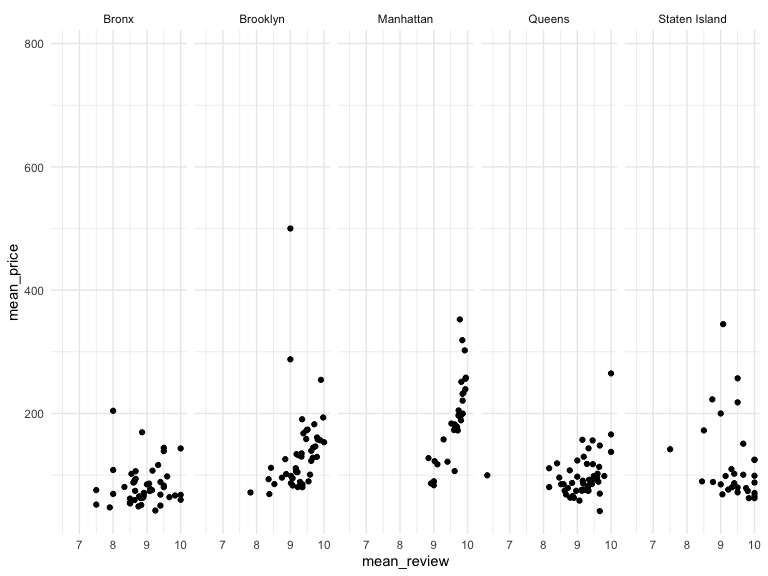 Bronx Brooklyn Manhattan Queens Staten Island
800
600
400
200
mean_price
7 8 9 10 7 8 9 10 7 8 9 10 7 8 9 10 7 8 9 10
mean_review